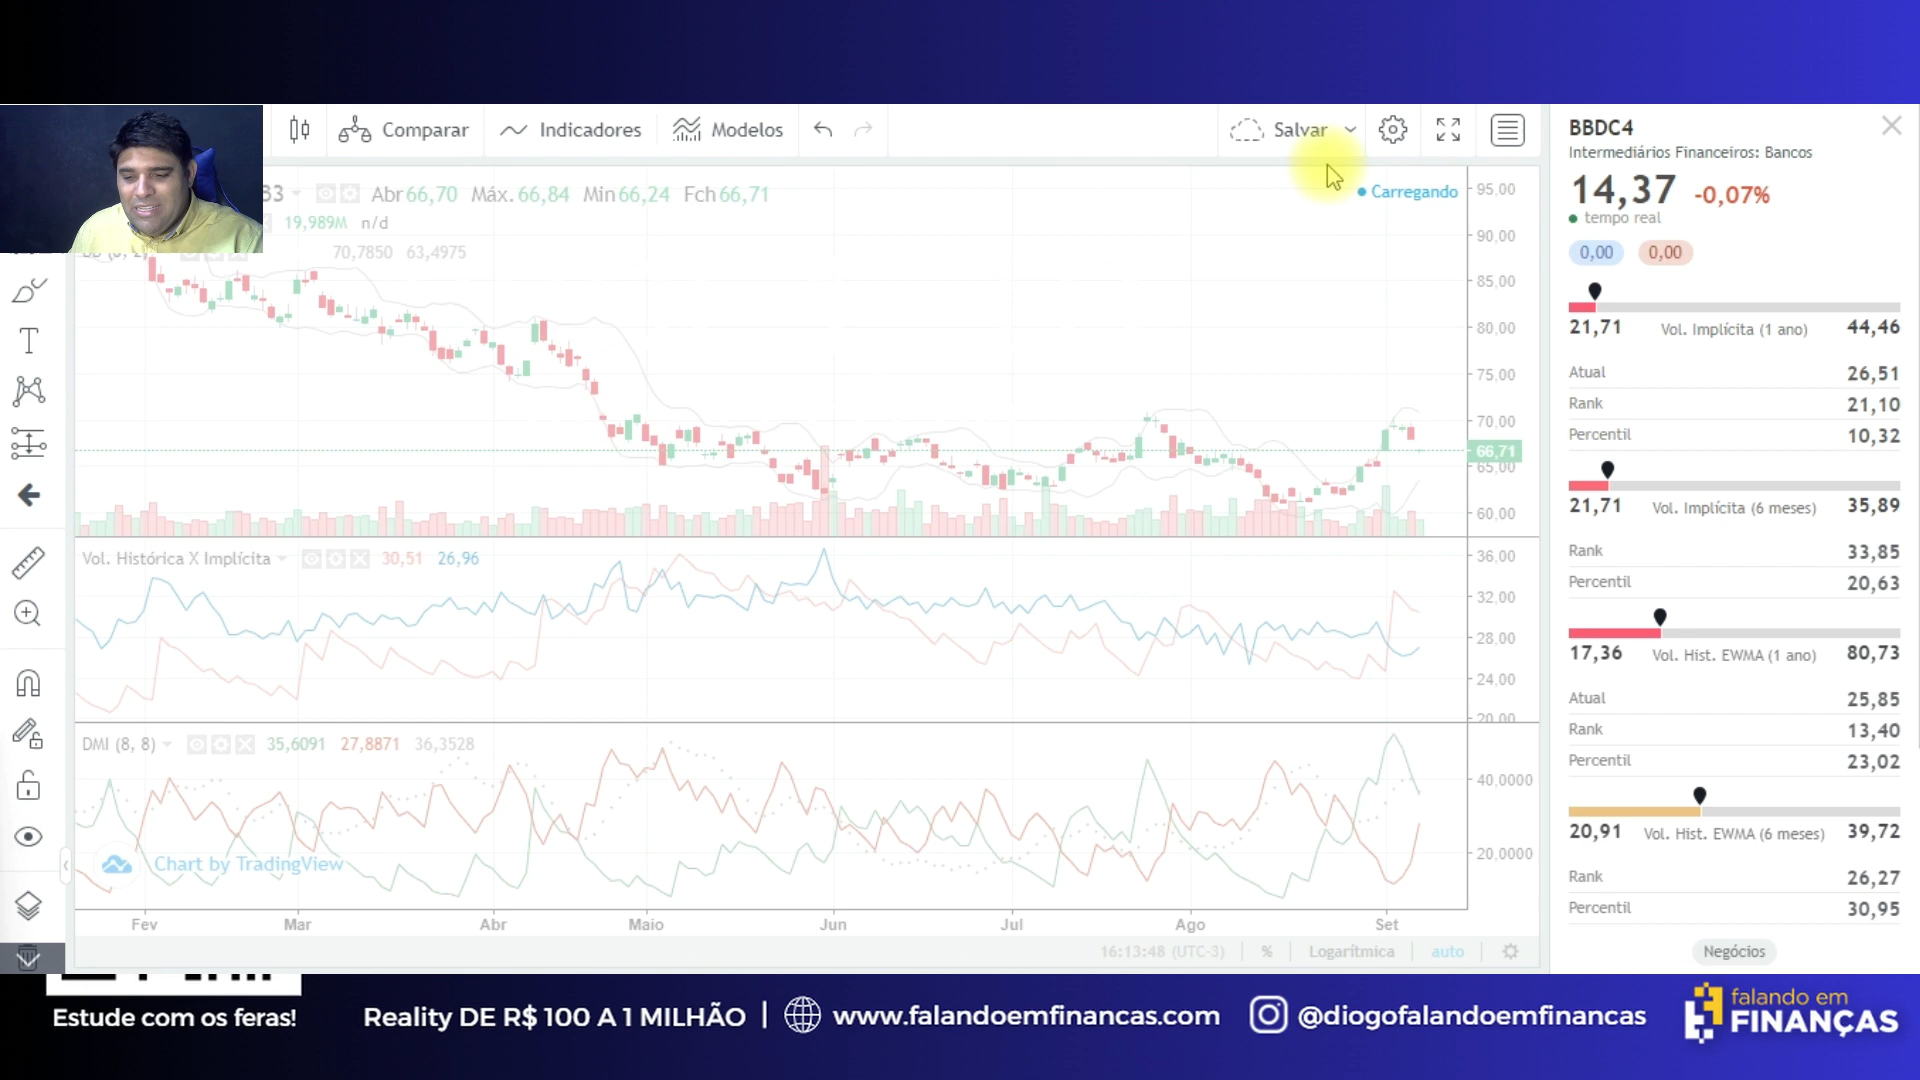 Comparar
Indicadores
Modelos
Salvar
33 Abr 66,70 Máx. 66,84 Min 66,24 Fch 66,71
19,989M n/d
70,7850 63,4975
Carregando
95,00
90,00
85,00
80,00
75,00
70,00
66,71
65,00
60,00
Vol. Histórica X Implícita 30,51 26,96
36,00
32,00
28,00
24,00
20,00
DMI (8, 8) 35,6091 27,8871 36,3528
40,0000
20,0000
Chart by TradingView
Fev Mar Abr Maio Jun Jul Ago Set
16:13:48 (UTC-3) % Logarítmica auto
BBDC4
Intermediários Financeiros: Bancos
14,37 -0,07%
tempo real
0,00 0,00
21,71 Vol. Implícita (1 ano) 44,46
Atual 26,51
Rank 21,10
Percentil 10,32
21,71 Vol. Implícita (6 meses) 35,89
Rank 33,85
Percentil 20,63
17,36 Vol. Hist. EWMA (1 ano) 80,73
Atual 25,85
Rank 13,40
Percentil 23,02
20,91 Vol. Hist. EWMA (6 meses) 39,72
Rank 26,27
Percentil 30,95
Negócios
Estude com os feras!
Reality DE R$ 100 A 1 MILHÃO | www.falandoemfinancas.com @diogofalandoemfinancas
falando em
FINANÇAS